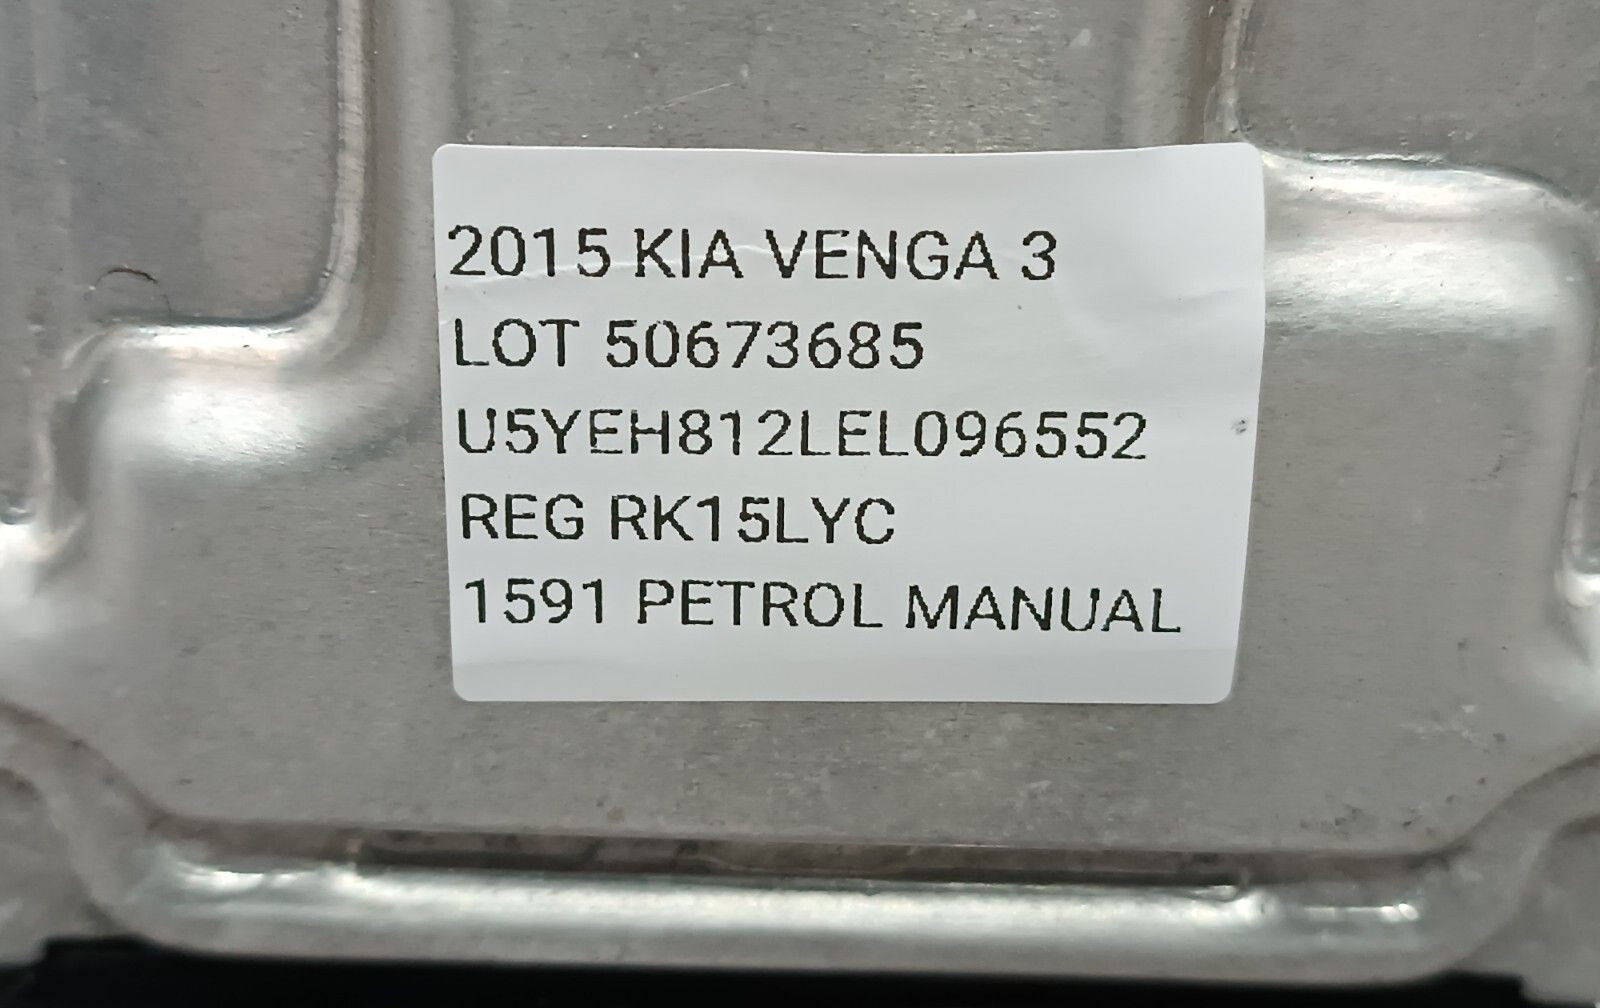 2015 KIA VENGA 3
LOT 50673685
U5YEH812LEL096552
REG RK15LYC
1591 PETROL MANUAL